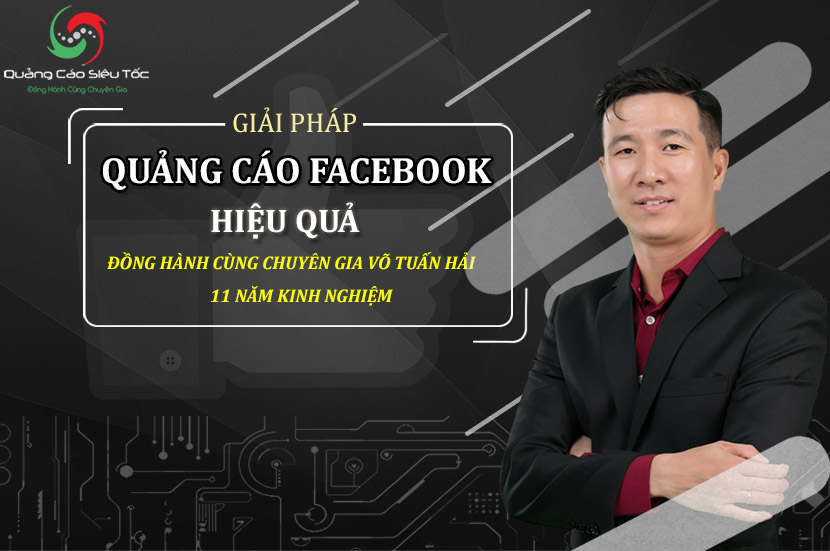 Quảng Cáo Siêu Tốc
Đồng Hành Cùng Chuyên Gia
GIẢI PHÁP
QUẢNG CÁO FACEBOOK
HIỆU QUẢ
ĐỒNG HÀNH CÙNG CHUYÊN GIA VÕ TUẤN HẢI
11 NĂM KINH NGHIỆM